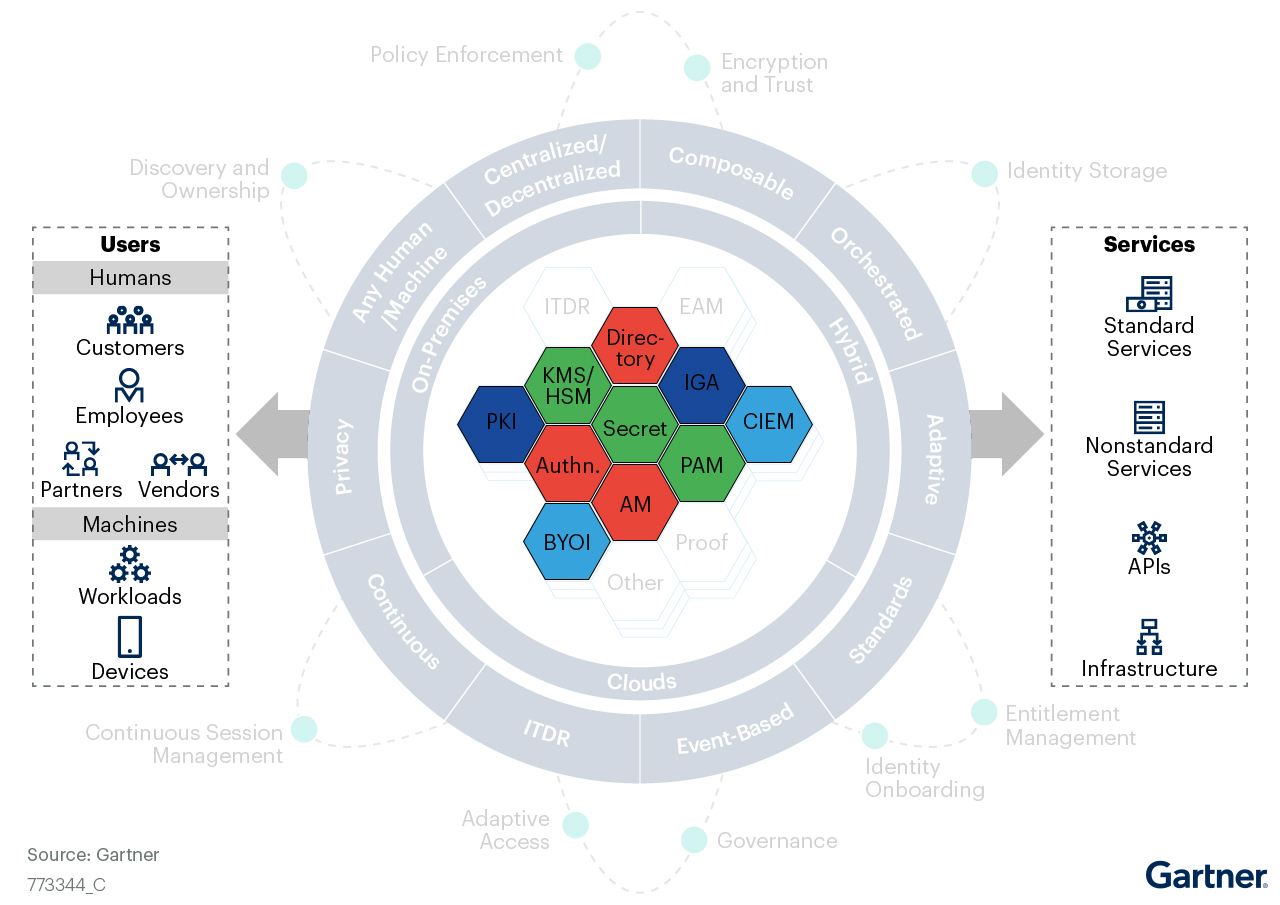 Policy Enforcement
Encryption
and Trust
Discovery and
Ownership
Identity Storage
Centralized/
Decentralized
Composable
Any Human
/Machine
Orchestrated
On-Premises
Hybrid
Privacy
Adaptive
Continuous
Standards
Clouds
ITDR
Event-Based
Users
Humans
Customers
Employees
Partners
Vendors
Machines
Workloads
Devices
ITDR
EAM
Direc-
tory
KMS/
HSM
IGA
PKI
Secret
CIEM
Authn.
PAM
AM
BYOI
Proof
Other
Services
Standard
Services
Nonstandard
Services
APIs
Infrastructure
Continuous Session
Management
Entitlement
Management
Identity
Onboarding
Adaptive
Access
Governance
Source: Gartner
773344_C
Gartner®